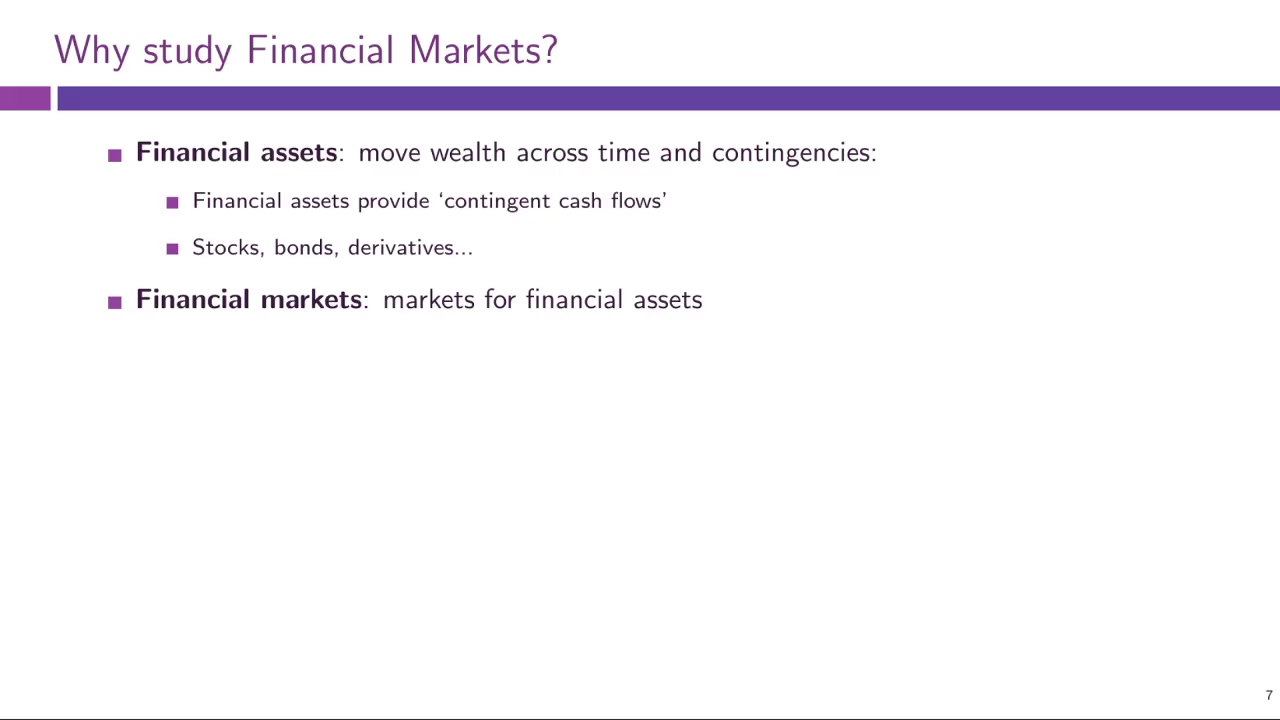 Why study Financial Markets?
Financial assets: move wealth across time and contingencies:
Financial assets provide ‘contingent cash flows’
Stocks, bonds, derivatives...
Financial markets: markets for financial assets
7